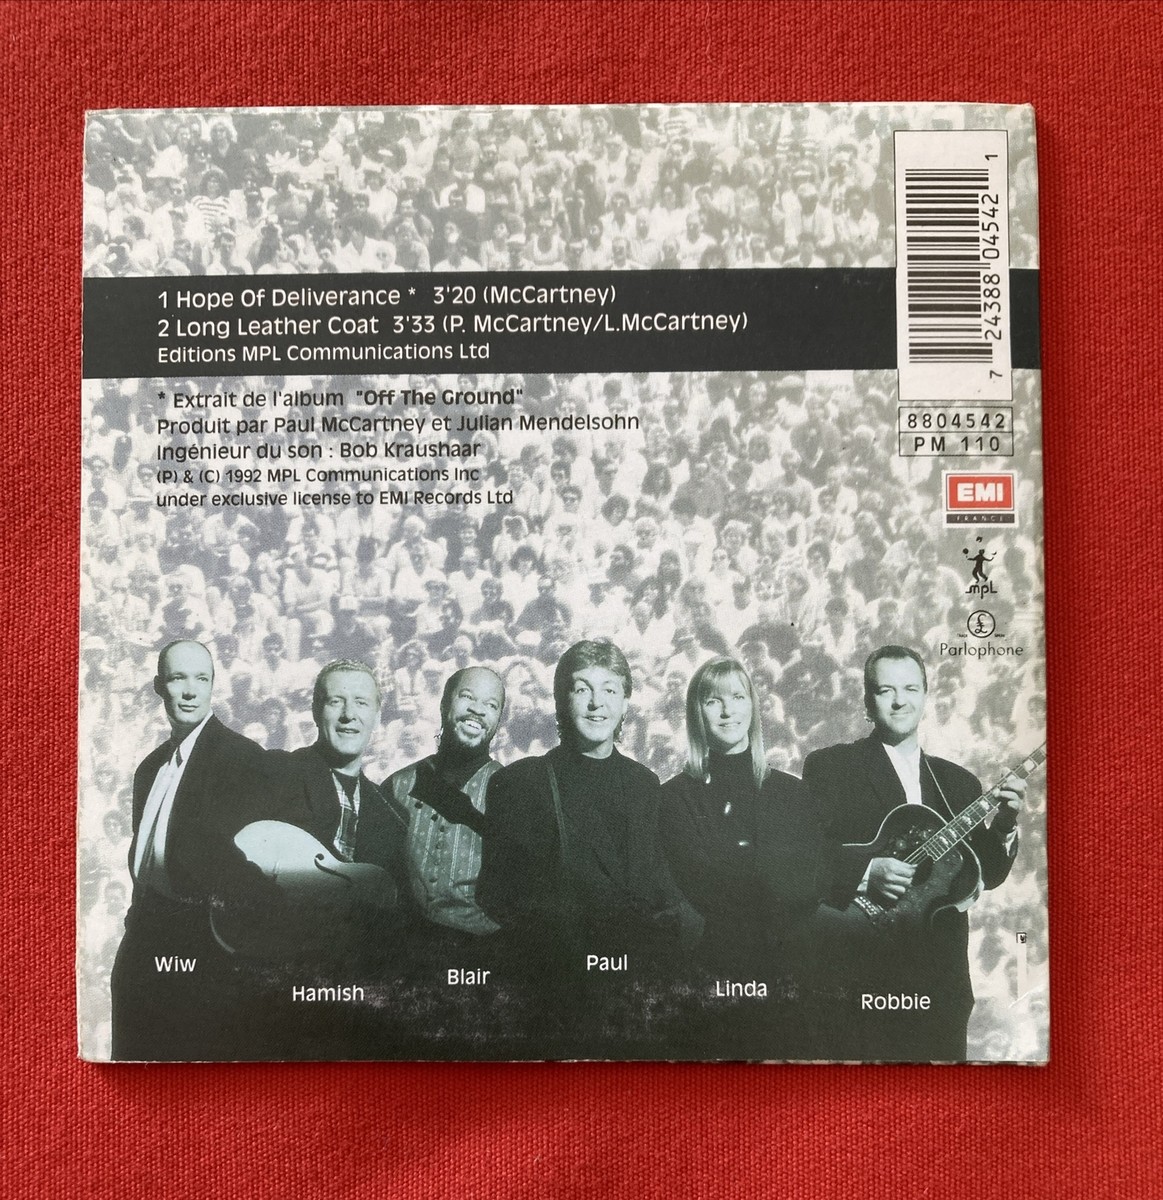 1 Hope Of Deliverance *  3'20 (McCartney)
2 Long Leather Coat  3'33 (P. McCartney/L.McCartney)
Editions MPL Communications Ltd
* Extrait de l'album  "Off The Ground"
Produit par Paul McCartney et Julian Mendelsohn
Ingénieur du son : Bob Kraushaar
(P) & (C) 1992 MPL Communications Inc
under exclusive license to EMI Records Ltd
7 24388 04542 1
8804542
PM 110
EMI
FRANCE
mpL
£
Parlophone
Wiw
Hamish
Blair
Paul
Linda
Robbie